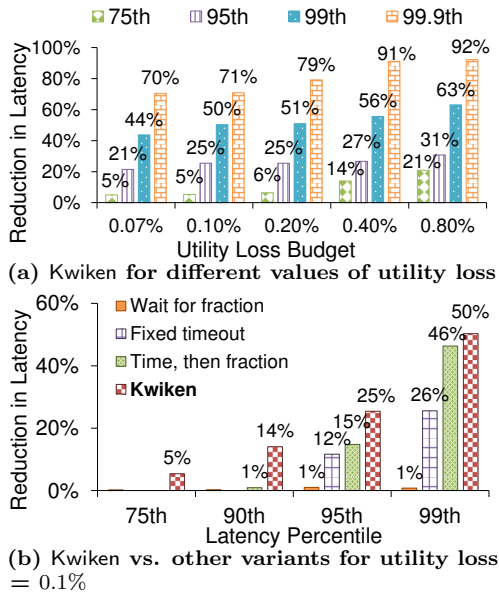 75th 95th 99th 99.9th
100%
80%
60%
40%
20%
0%
Reduction in Latency
5% 21% 44% 70%
5% 25% 50% 71%
6% 25% 51% 79%
14% 27% 56% 91%
21% 31% 63% 92%
0.07% 0.10% 0.20% 0.40% 0.80%
Utility Loss Budget
(a) Kwiken for different values of utility loss
60%
40%
20%
0%
Reduction in Latency
Wait for fraction
Fixed timeout
Time, then fraction
Kwiken
5%
1% 14%
1% 12% 15% 25%
1% 26% 46% 50%
75th 90th 95th 99th
Latency Percentile
(b) Kwiken vs. other variants for utility loss
= 0.1%